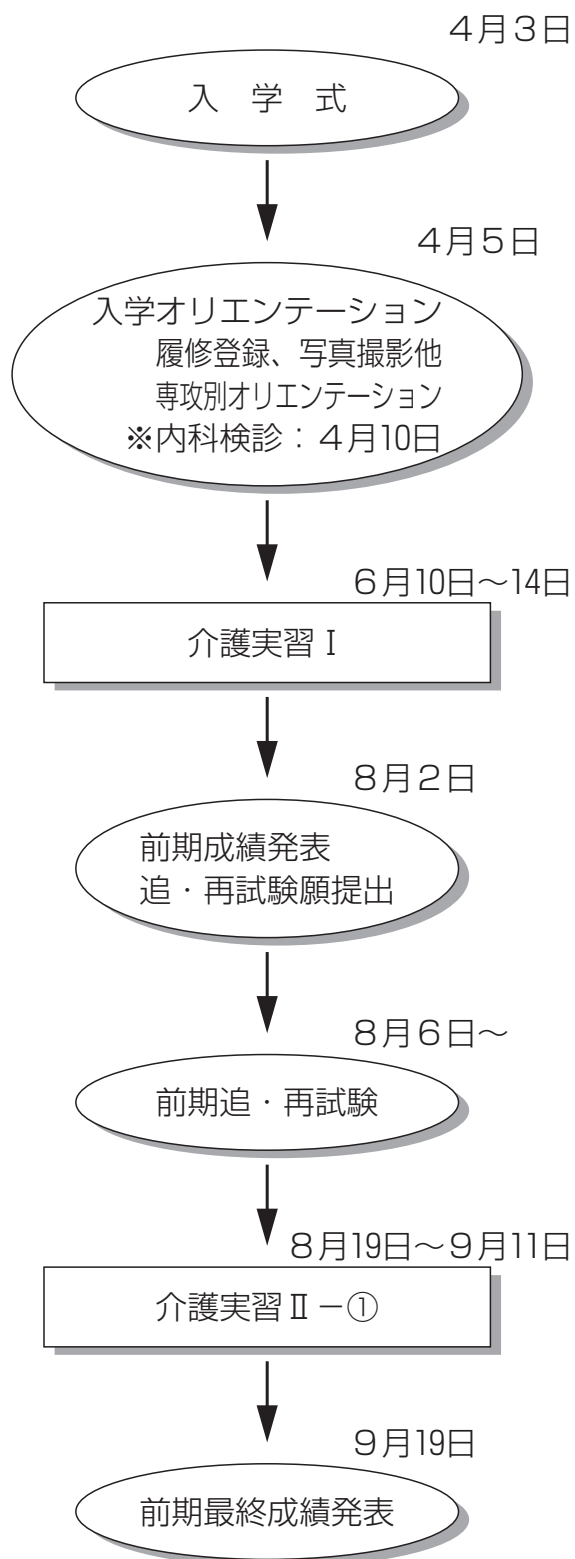 4月3日
入 学 式
4月5日
入学オリエンテーション
履修登録、写真撮影他
専攻別オリエンテーション
※内科検診：4月10日
6月10日～14日
介護実習Ⅰ
8月2日
前期成績発表
追・再試験願提出
8月6日～
前期追・再試験
8月19日～9月11日
介護実習Ⅱ－①
9月19日
前期最終成績発表